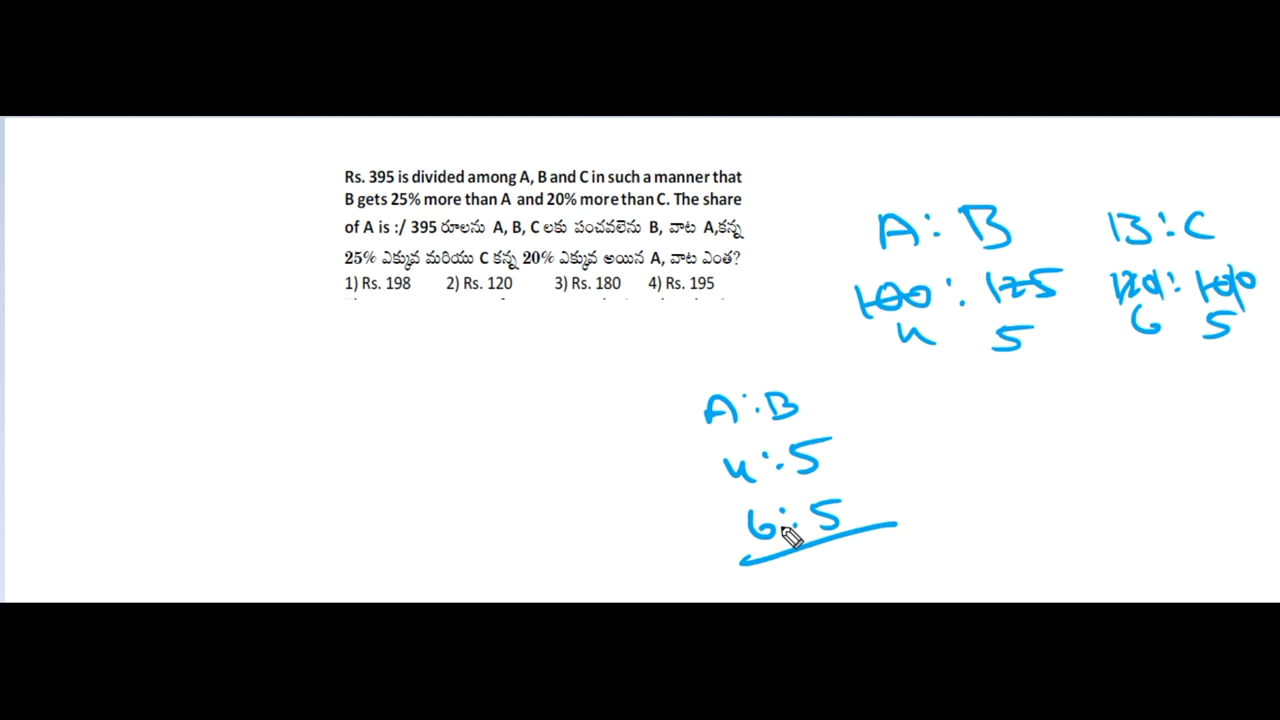 Rs. 395 is divided among A, B and C in such a manner that
B gets 25% more than A and 20% more than C. The share
of A is :/ 395 రూలను A, B, C లకు పంచవలెను B, వాట A,కన్న
25% ఎక్కువ మరియు C కన్న 20% ఎక్కువ అయిన A, వాట ఎంత?
1) Rs. 198 2) Rs. 120 3) Rs. 180 4) Rs. 195
A : B B : C
100 : 125 120 : 100
4 5 6 5
A : B
4 : 5
6 : 5